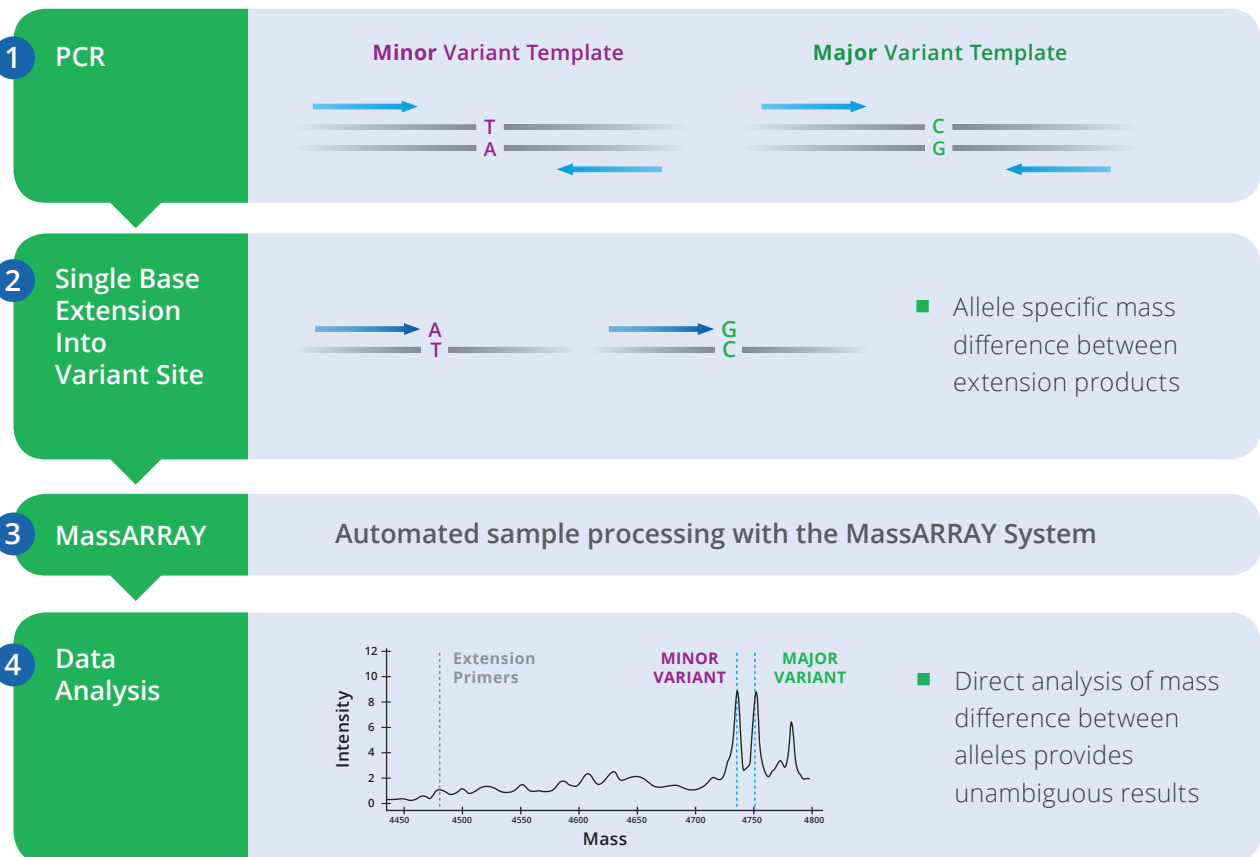 1
PCR
Minor Variant Template
Major Variant Template
T
A
C
G
2
Single Base
Extension
Into
Variant Site
A
T
G
C
Allele specific mass
difference between
extension products
3
MassARRAY
Automated sample processing with the MassARRAY System
4
Data
Analysis
Intensity
12
10
8
6
4
2
0
Extension
Primers
MINOR
VARIANT
MAJOR
VARIANT
4450 4500 4550 4600 4650 4700 4750 4800
Mass
Direct analysis of mass
difference between
alleles provides
unambiguous results